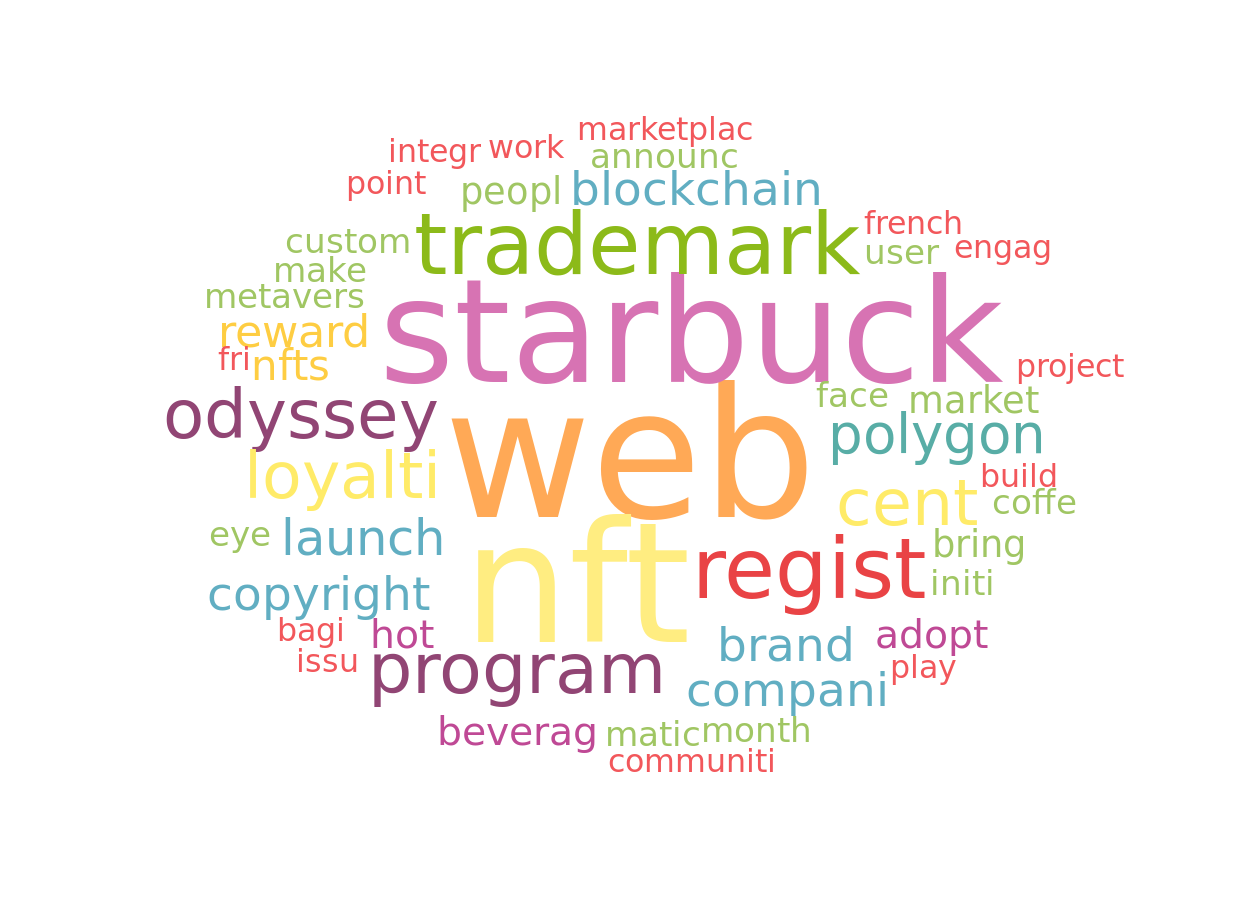 marketplac
integr work
announc
point peopl blockchain
custom trademark french
user engag
make
metavers starbuck
reward
fri nfts project
odyssey web face market
polygon
loyalti build
cent coffe
eye launch nft regist bring
copyright initi
bagi hot brand adopt
issu program compani play
beverag matic month
communiti